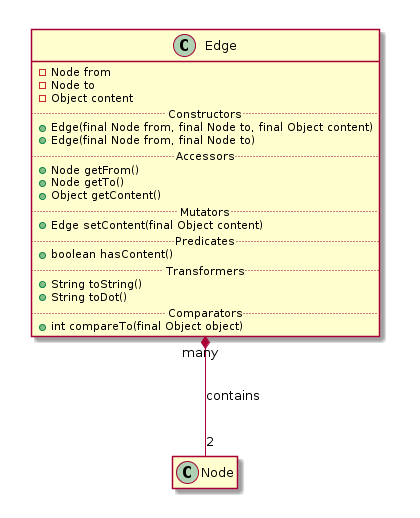 C Edge
Node from
Node to
Object content
Constructors
Edge(final Node from, final Node to, final Object content)
Edge(final Node from, final Node to)
Accessors
Node getFrom()
Node getTo()
Object getContent()
Mutators
Edge setContent(final Object content)
Predicates
boolean hasContent()
Transformers
String toString()
String toDot()
Comparators
int compareTo(final Object object)
many
contains
2
C Node